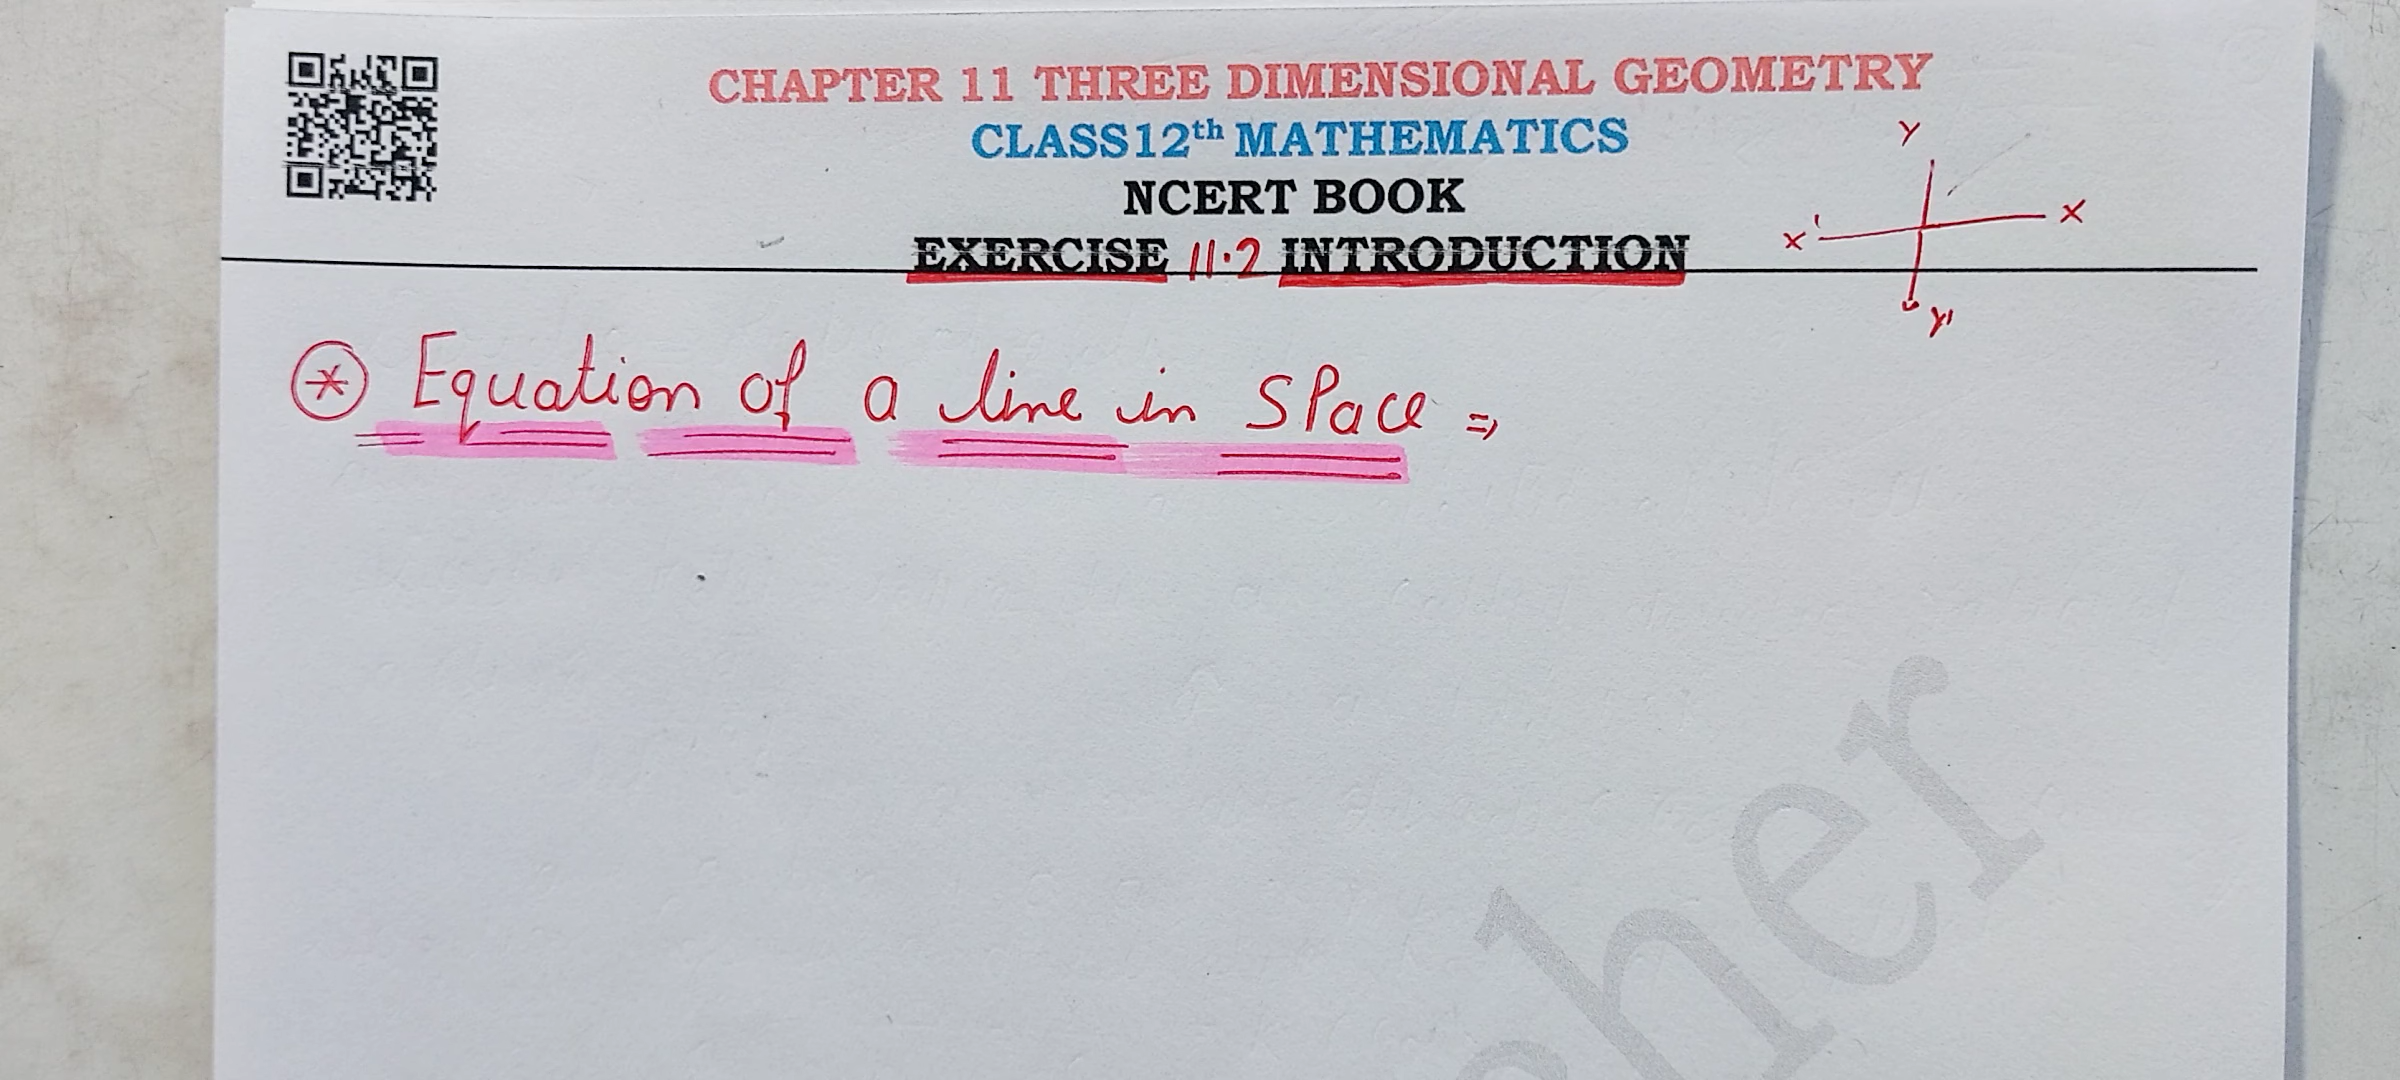 CHAPTER 11 THREE DIMENSIONAL GEOMETRY
CLASS12th MATHEMATICS
NCERT BOOK
EXERCISE 11.2 INTRODUCTION
Y
X' X
Y'
* Equation of a line in SPace =>
her